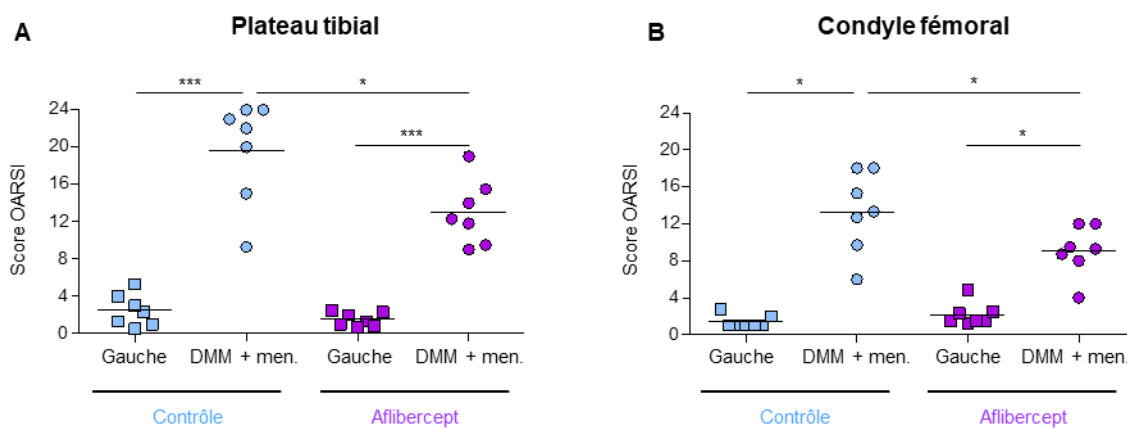 A
Plateau tibial
***
*
***
Score OARSI
24
20
16
12
8
4
0
Gauche
DMM + men.
Gauche
DMM + men.
Contrôle
Aflibercept
B
Condyle fémoral
*
*
*
Score OARSI
24
20
16
12
8
4
0
Gauche
DMM + men.
Gauche
DMM + men.
Contrôle
Aflibercept